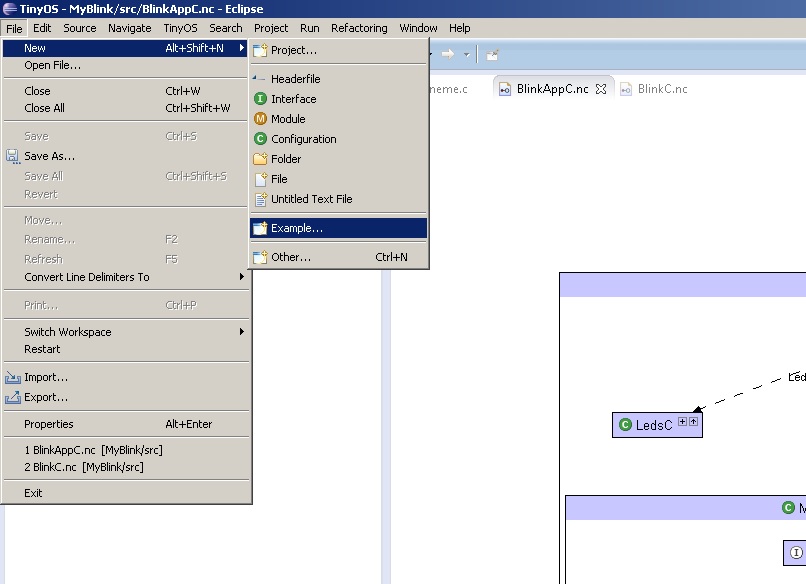 TinyOS - MyBlink/src/BlinkAppC.nc - Eclipse
File Edit Source Navigate TinyOS Search Project Run Refactoring Window Help
New Alt+Shift+N
Open File...
Close Ctrl+W
Close All Ctrl+Shift+W
Save Ctrl+S
Save As...
Save All Ctrl+Shift+S
Revert
Move...
Rename... F2
Refresh F5
Convert Line Delimiters To
Print... Ctrl+P
Switch Workspace
Restart
Import...
Export...
Properties Alt+Enter
1 BlinkAppC.nc [MyBlink/src]
2 BlinkC.nc [MyBlink/src]
Exit
Project...
Headerfile
I Interface
M Module
C Configuration
Folder
File
Untitled Text File
Example...
Other... Ctrl+N
neme.c BlinkAppC.nc BlinkC.nc
Led
C LedsC
C M
I